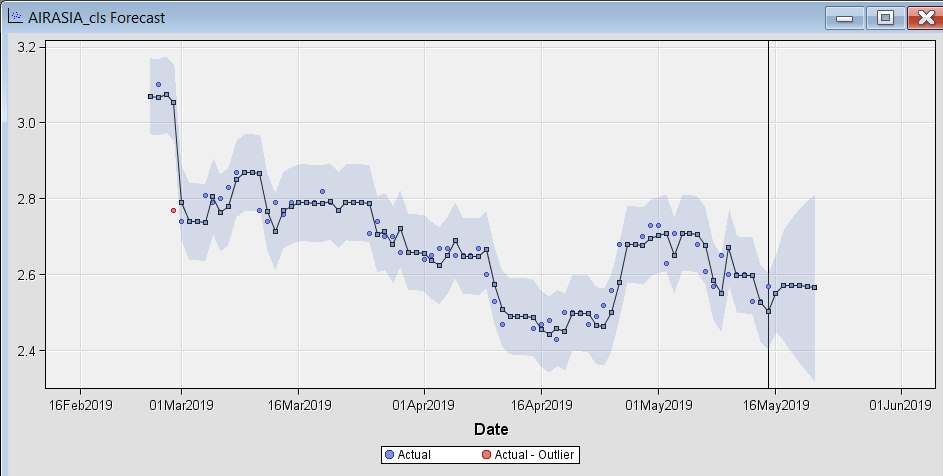 AIRASIA_cls Forecast
3.2
3.0
2.8
2.6
2.4
16Feb2019 01Mar2019 16Mar2019 01Apr2019 16Apr2019 01May2019 16May2019 01Jun2019
Date
Actual Actual - Outlier